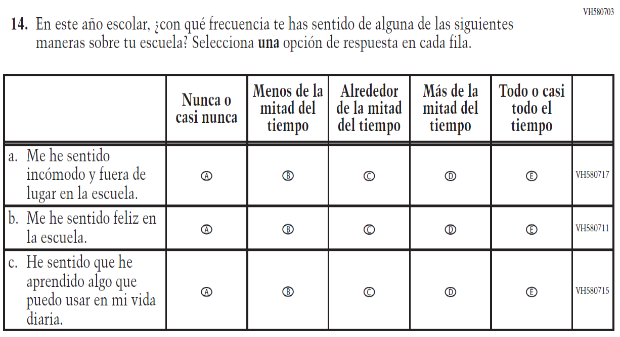 VH580703
14. En este año escolar, ¿con qué frecuencia te has sentido de alguna de las siguientes
maneras sobre tu escuela? Selecciona una opción de respuesta en cada fila.
Nunca o
casi nunca
Menos de la
mitad del
tiempo
Alrededor
de la mitad
del tiempo
Más de la
mitad del
tiempo
Todo o casi
todo el
tiempo
a. Me he sentido
incómodo y fuera de
lugar en la escuela.
A B C D E VH580717
b. Me he sentido feliz en
la escuela.
A B C D E VH580711
c. He sentido que he
aprendido algo que
puedo usar en mi vida
diaria.
A B C D E VH580715